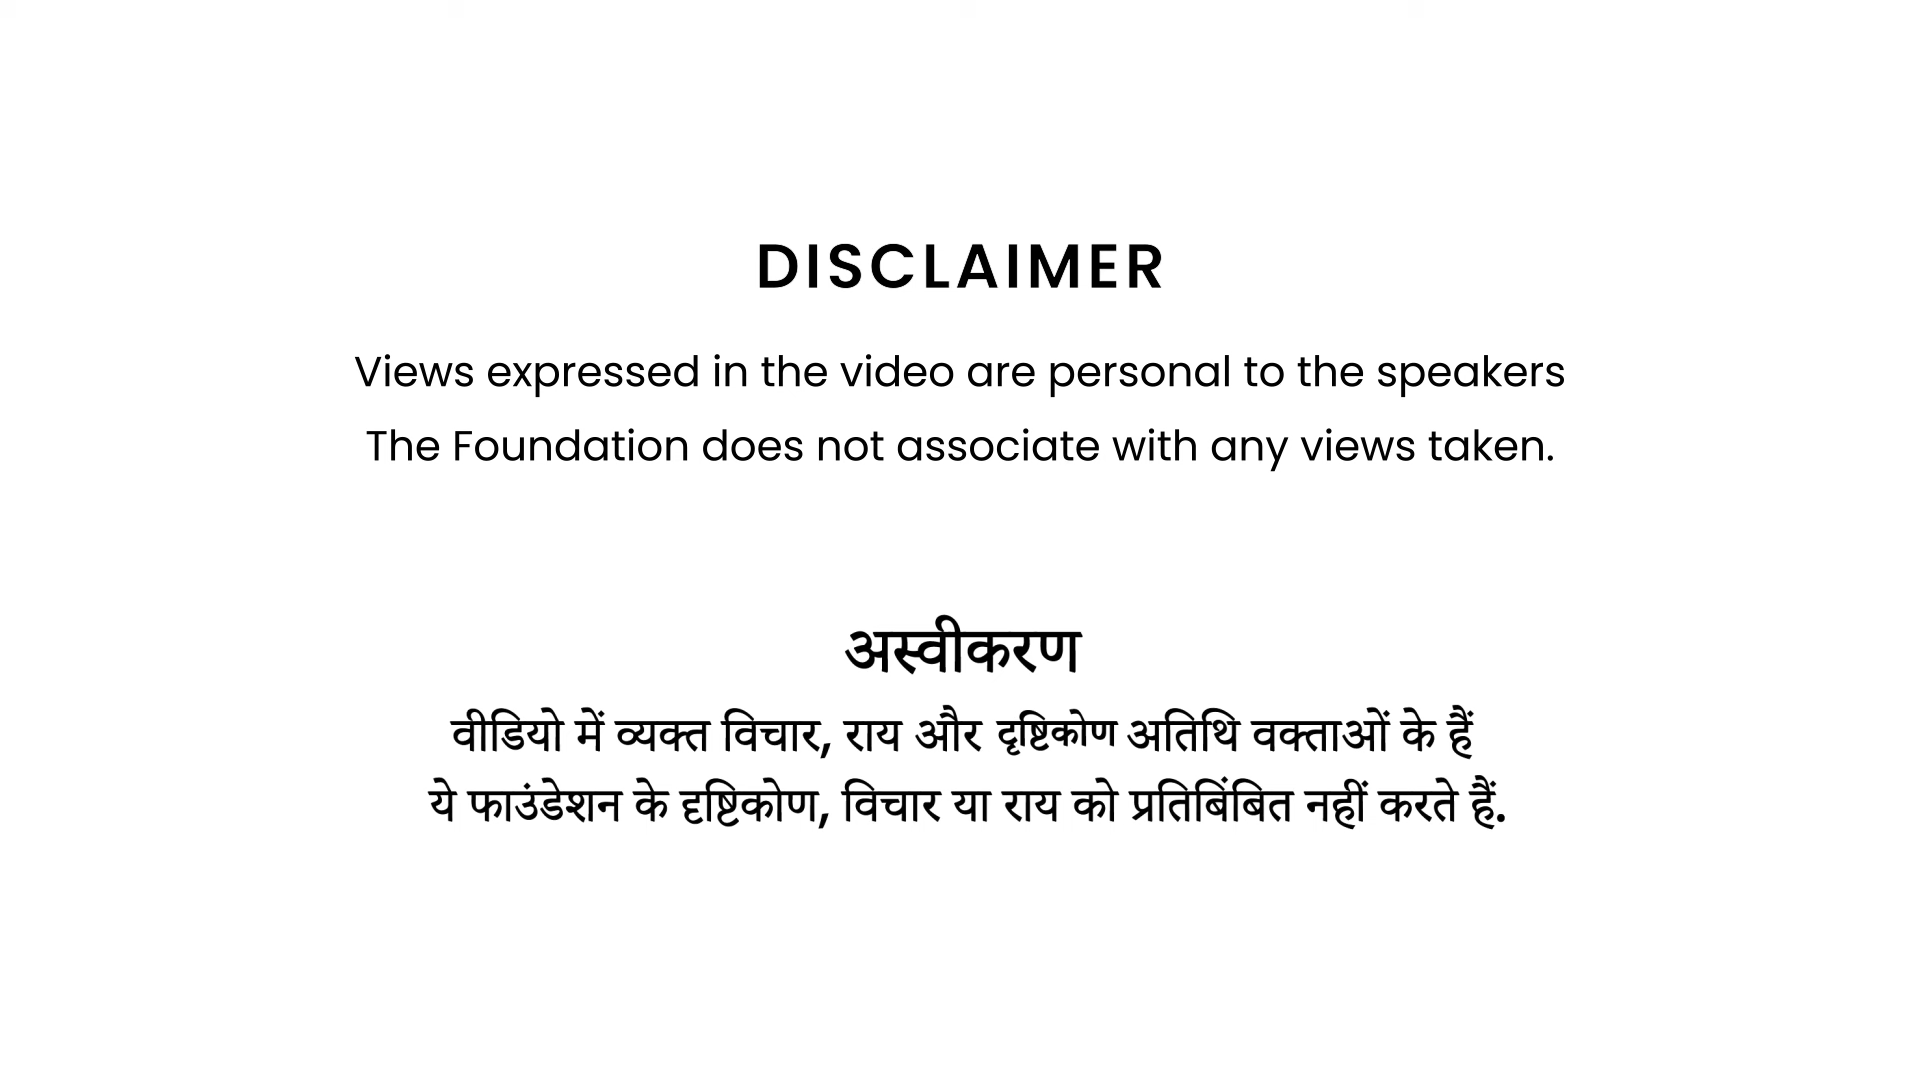 DISCLAIMER
Views expressed in the video are personal to the speakers
The Foundation does not associate with any views taken.
अस्वीकरण
वीडियो में व्यक्त विचार, राय और दृष्टिकोण अतिथि वक्ताओं के हैं
ये फाउंडेशन के दृष्टिकोण, विचार या राय को प्रतिबिंबित नहीं करते हैं.